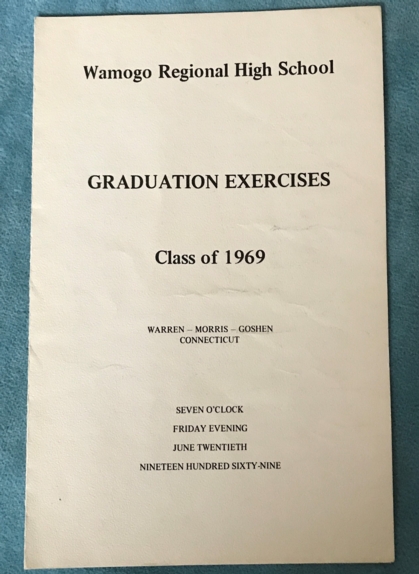 Wamogo Regional High School
GRADUATION EXERCISES
Class of 1969
WARREN – MORRIS – GOSHEN
CONNECTICUT
SEVEN O'CLOCK
FRIDAY EVENING
JUNE TWENTIETH
NINETEEN HUNDRED SIXTY-NINE